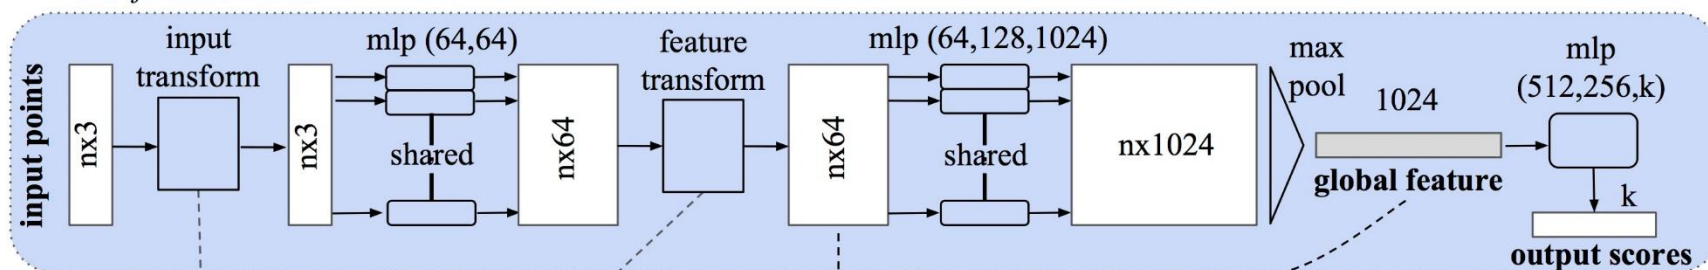 input points
nx3
input
transform
nx3
mlp (64,64)
shared
nx64
feature
transform
nx64
mlp (64,128,1024)
shared
nx1024
max
pool
1024
global feature
mlp
(512,256,k)
k
output scores